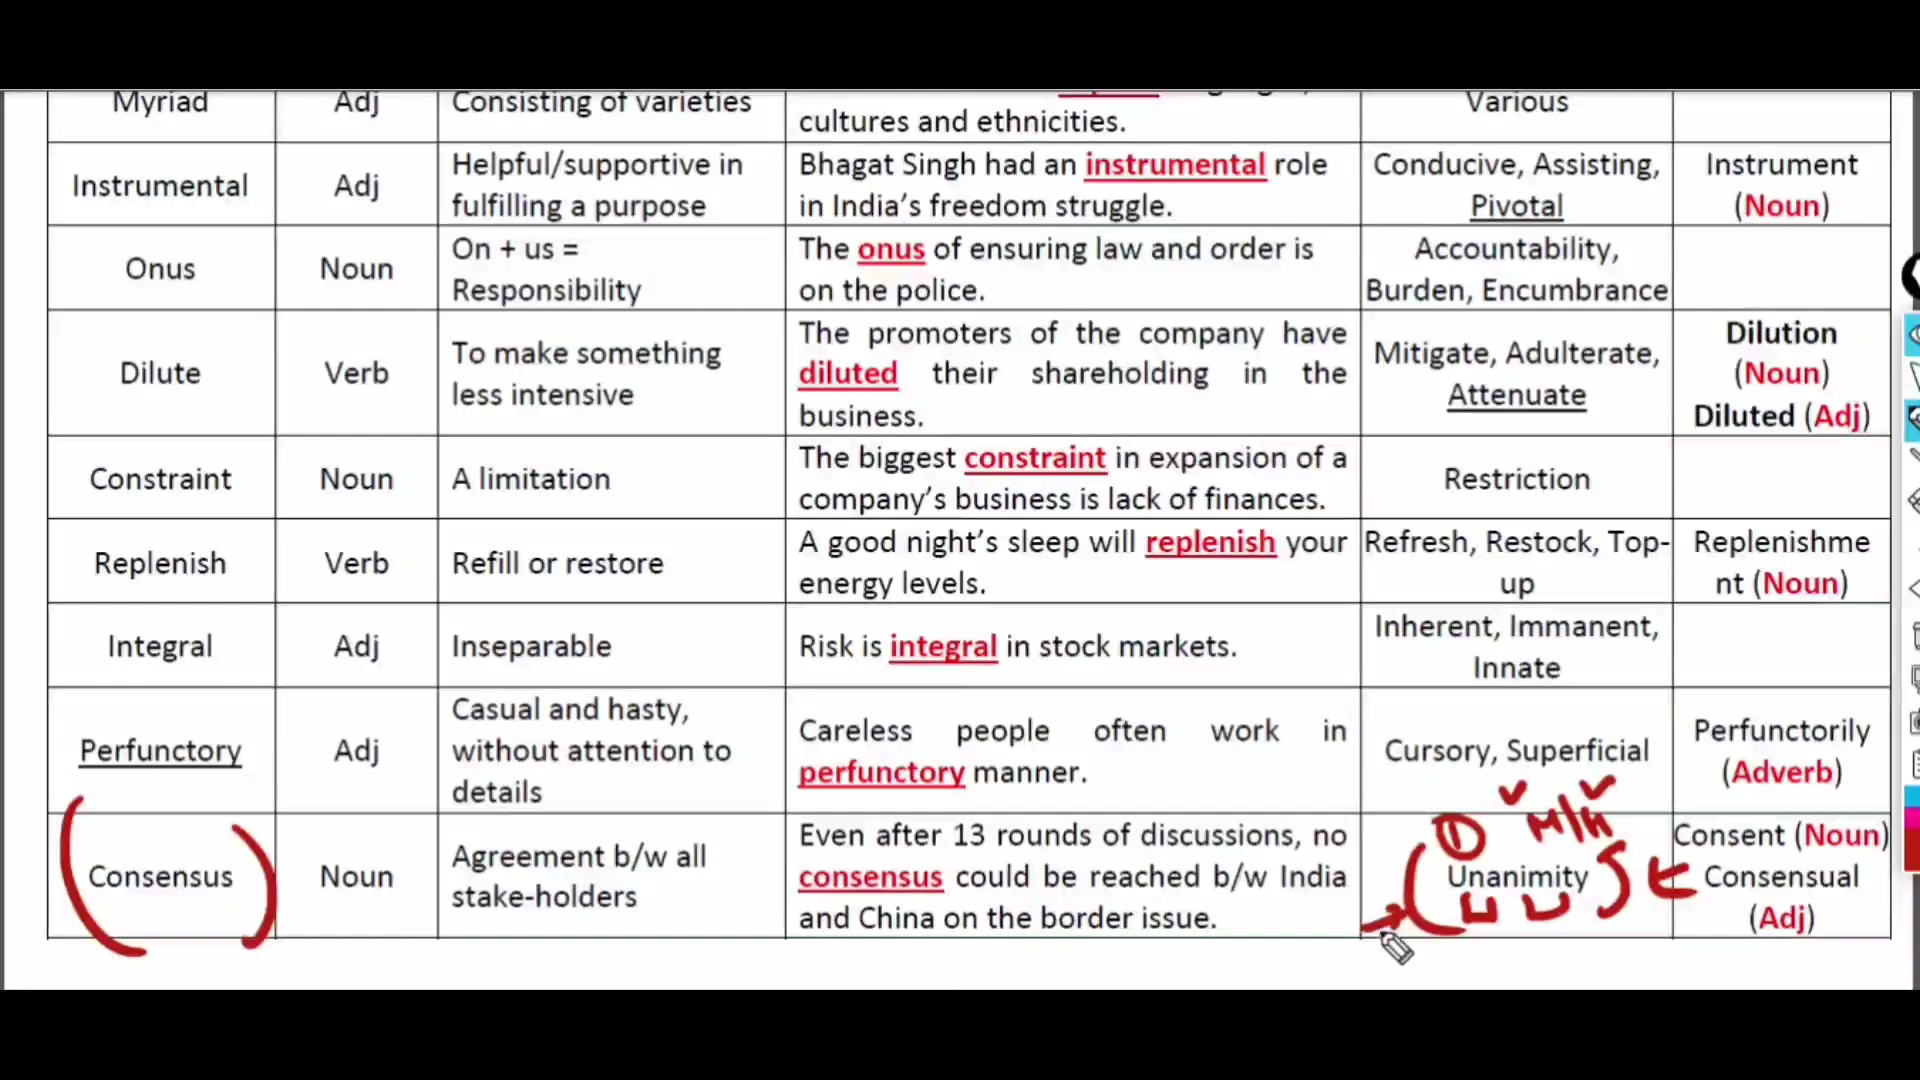 Myriad
Adj
Consisting of varieties
cultures and ethnicities.
Various
Instrumental
Adj
Helpful/supportive in
fulfilling a purpose
Bhagat Singh had an instrumental role
in India's freedom struggle.
Conducive, Assisting,
Pivotal
Instrument
(Noun)
Onus
Noun
On + us =
Responsibility
The onus of ensuring law and order is
on the police.
Accountability,
Burden, Encumbrance
Dilute
Verb
To make something
less intensive
The promoters of the company have
diluted their shareholding in the
business.
Mitigate, Adulterate,
Attenuate
Dilution
(Noun)
Diluted (Adj)
Constraint
Noun
A limitation
The biggest constraint in expansion of a
company's business is lack of finances.
Restriction
Replenish
Verb
Refill or restore
A good night's sleep will replenish your
energy levels.
Refresh, Restock, Top-
up
Replenishme
nt (Noun)
Integral
Adj
Inseparable
Risk is integral in stock markets.
Inherent, Immanent,
Innate
Perfunctory
Adj
Casual and hasty,
without attention to
details
Careless people often work in
perfunctory manner.
Cursory, Superficial
Perfunctorily
(Adverb)
Consensus
Noun
Agreement b/w all
stake-holders
Even after 13 rounds of discussions, no
consensus could be reached b/w India
and China on the border issue.
Unanimity
Consent (Noun)
Consensual
(Adj)